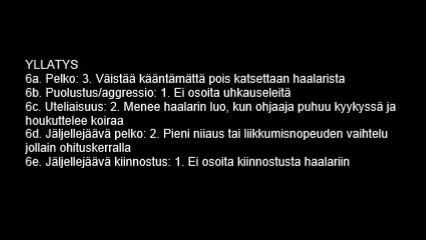 YLLÄTYS
6a. Pelko: 3. Väistää kääntämättä pois katsettaan haalarista
6b. Puolustus/aggressio: 1. Ei osoita uhkauseleitä
6c. Uteliaisuus: 2. Menee haalarin luo, kun ohjaaja puhuu kyykyssä ja
houkuttelee koiraa
6d. Jäljellejäävä pelko: 2. Pieni niiaus tai liikkumisnopeuden vaihtelu
jollain ohituskerralla
6e. Jäljellejäävä kiinnostus: 1. Ei osoita kiinnostusta haalariin